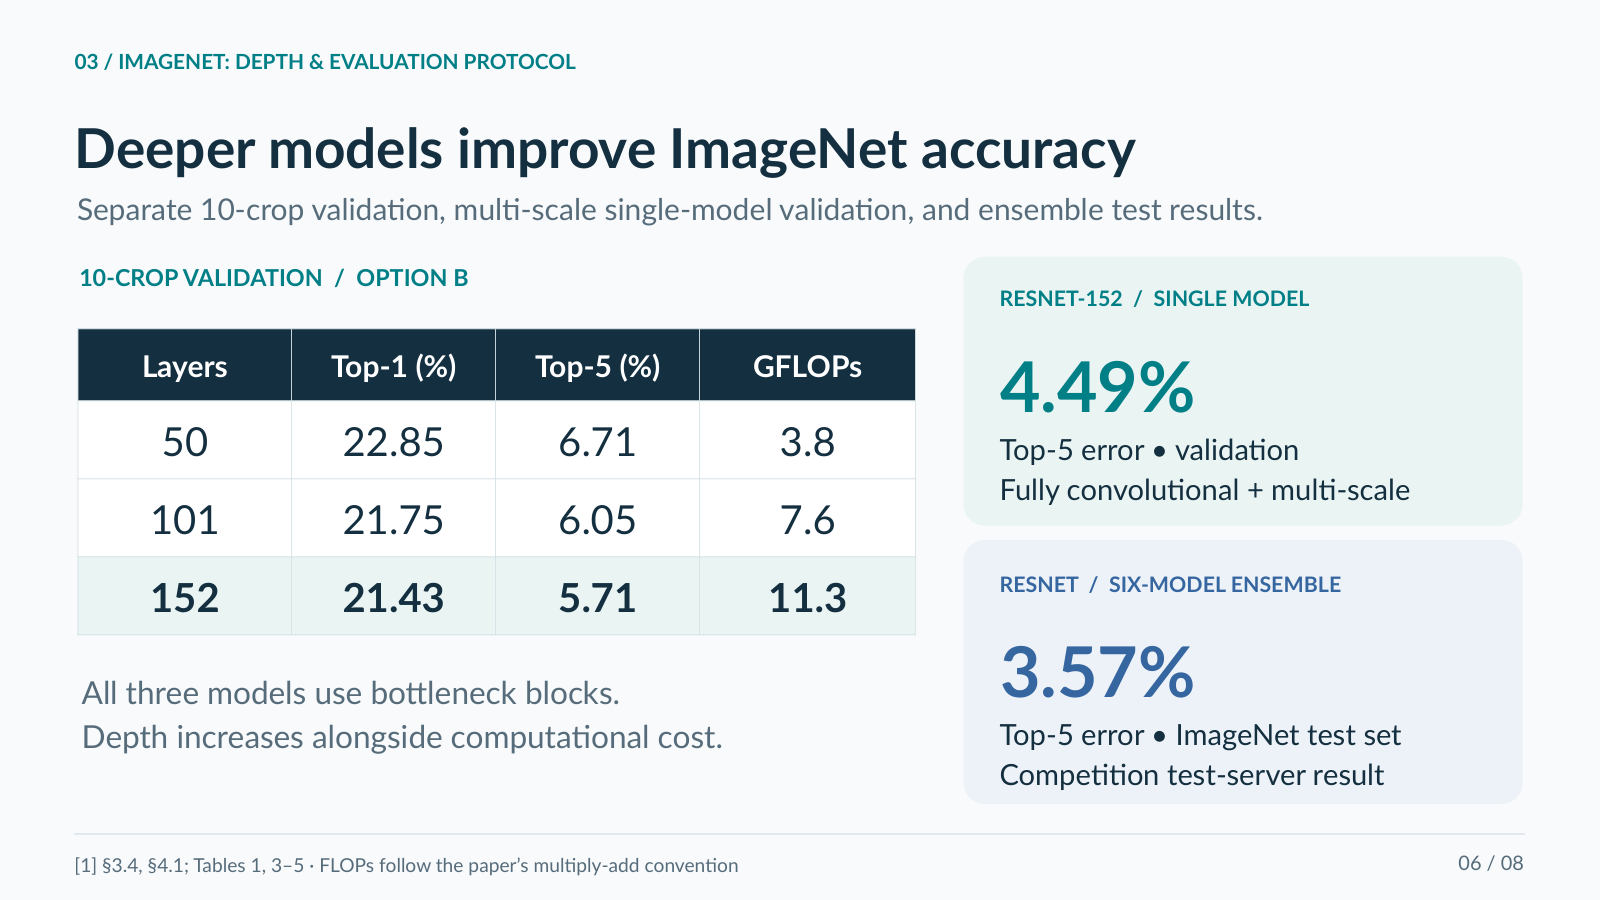 03 / IMAGENET: DEPTH & EVALUATION PROTOCOL
Deeper models improve ImageNet accuracy
Separate 10-crop validation, multi-scale single-model validation, and ensemble test results.
10-CROP VALIDATION / OPTION B
Layers Top-1 (%) Top-5 (%) GFLOPs
50 22.85 6.71 3.8
101 21.75 6.05 7.6
152 21.43 5.71 11.3
All three models use bottleneck blocks.
Depth increases alongside computational cost.
RESNET-152 / SINGLE MODEL
4.49%
Top-5 error • validation
Fully convolutional + multi-scale
RESNET / SIX-MODEL ENSEMBLE
3.57%
Top-5 error • ImageNet test set
Competition test-server result
[1] §3.4, §4.1; Tables 1, 3–5 · FLOPs follow the paper’s multiply-add convention
06 / 08